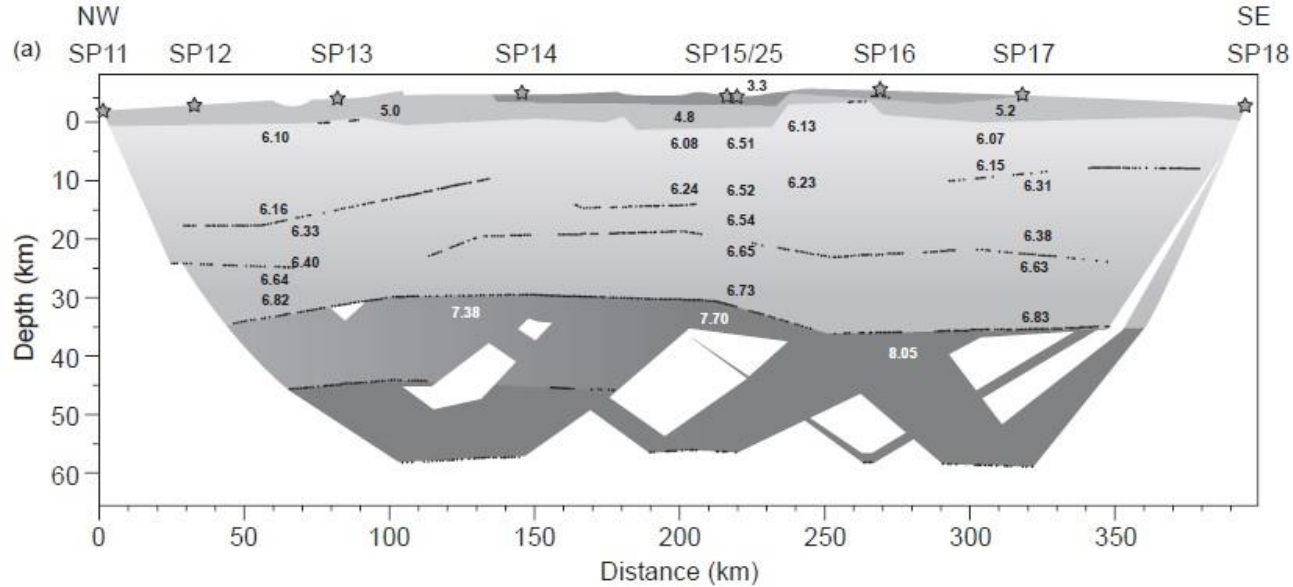 NW SE
(a) SP11 SP12 SP13 SP14 SP15/25 SP16 SP17 SP18
3.3
5.0 4.8 5.2
0 6.10 6.08 6.51 6.13 6.07
6.15
10 6.16 6.24 6.52 6.23 6.31
6.33 6.54 6.38
20 6.40 6.65 6.63
6.64
30 6.82 6.73 6.83
7.38 7.70
40 8.05
50
60
Depth (km)
0 50 100 150 200 250 300 350
Distance (km)